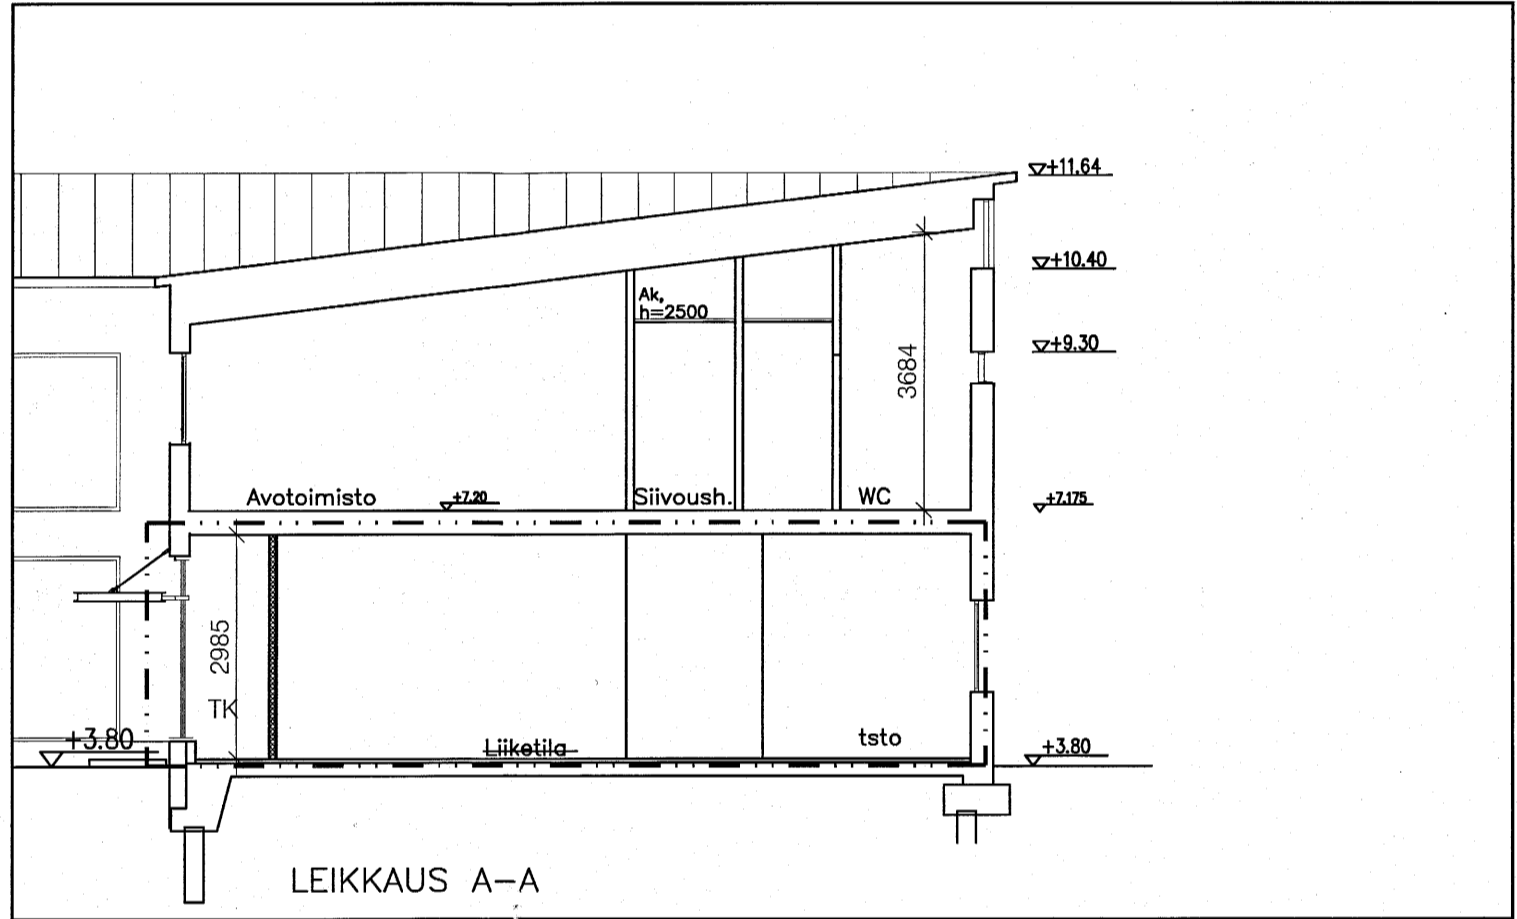 +11.64
+10.40
Ak,
h=2500
+9.30
3684
Avotoimisto
+7.20
Siivoush.
WC
+7.175
2985
TK
+3.80
Liiketila
tsto
+3.80
LEIKKAUS A-A